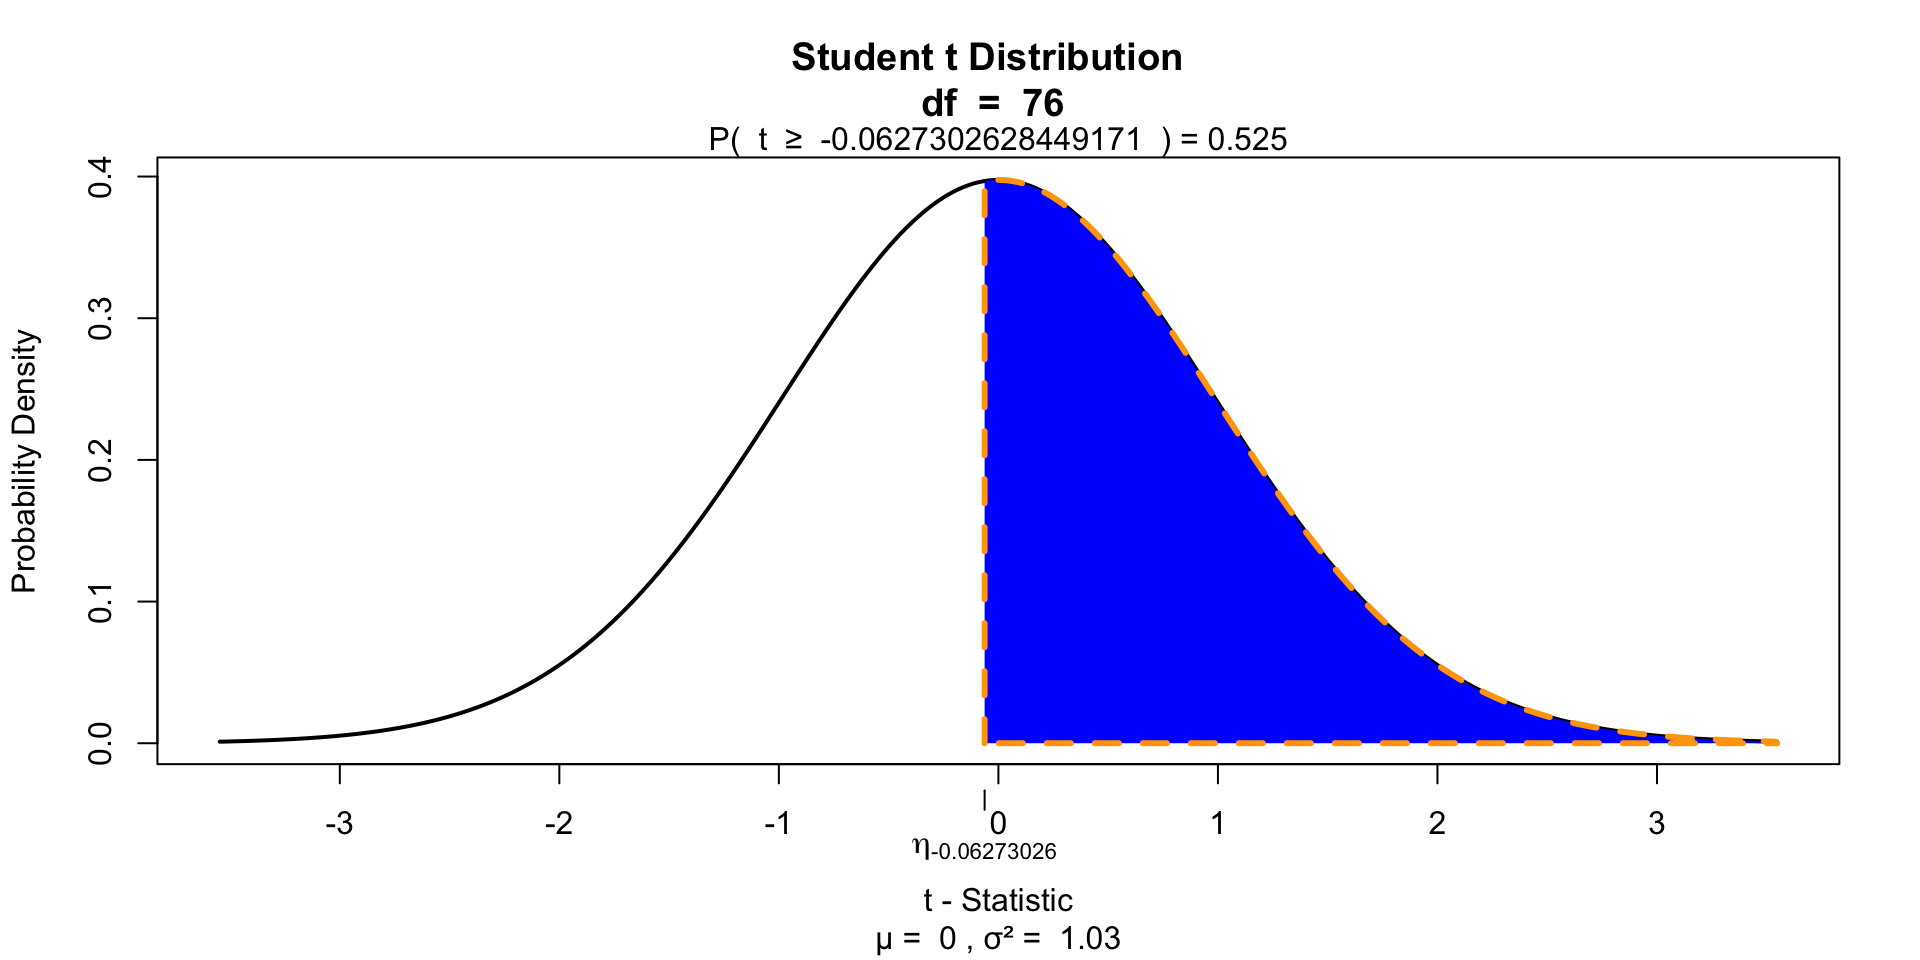 Student t Distribution
df = 76
P( t ≥ -0.0627302628449171 ) = 0.525
Probability Density
0.4
0.3
0.2
0.1
0.0
-3 -2 -1 0 1 2 3
η-0.06273026
t - Statistic
μ = 0 , σ² = 1.03